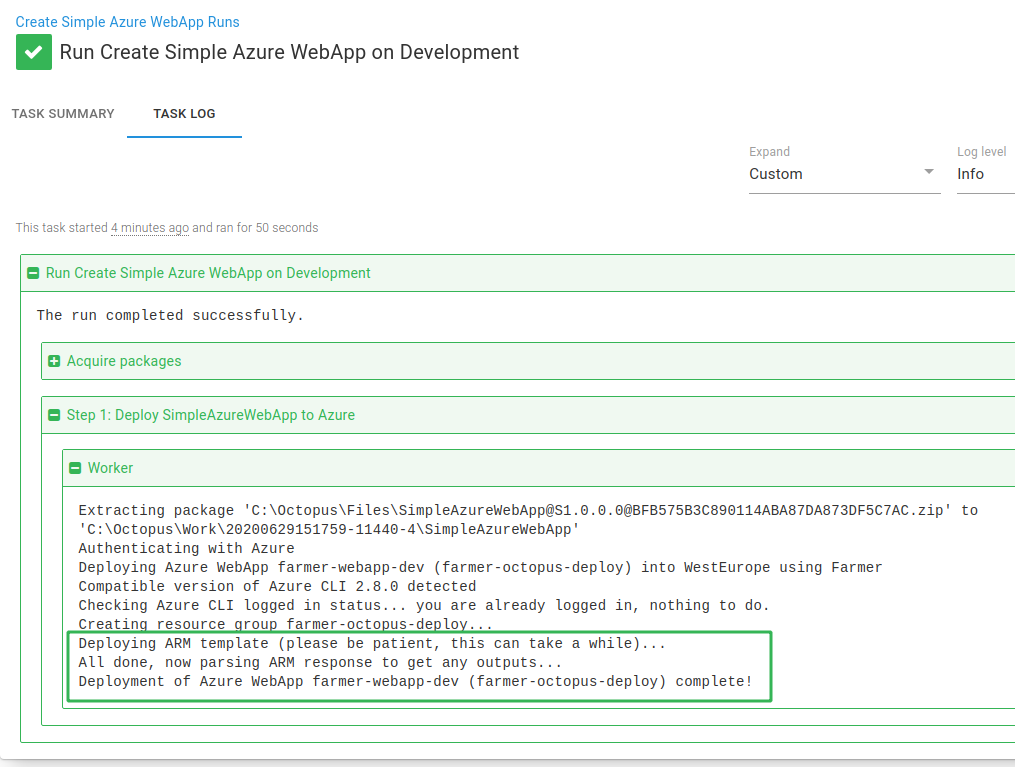 Create Simple Azure WebApp Runs
Run Create Simple Azure WebApp on Development
TASK SUMMARY TASK LOG
Expand Log level
Custom Info
This task started 4 minutes ago and ran for 50 seconds
Run Create Simple Azure WebApp on Development
The run completed successfully.
Acquire packages
Step 1: Deploy SimpleAzureWebApp to Azure
Worker
Extracting package 'C:\Octopus\Files\SimpleAzureWebApp@S1.0.0.0@BFB575B3C890114ABA87DA873DF5C7AC.zip' to
'C:\Octopus\Work\20200629151759-11440-4\SimpleAzureWebApp'
Authenticating with Azure
Deploying Azure WebApp farmer-webapp-dev (farmer-octopus-deploy) into WestEurope using Farmer
Compatible version of Azure CLI 2.8.0 detected
Checking Azure CLI logged in status... you are already logged in, nothing to do.
Creating resource group farmer-octopus-deploy...
Deploying ARM template (please be patient, this can take a while)...
All done, now parsing ARM response to get any outputs...
Deployment of Azure WebApp farmer-webapp-dev (farmer-octopus-deploy) complete!